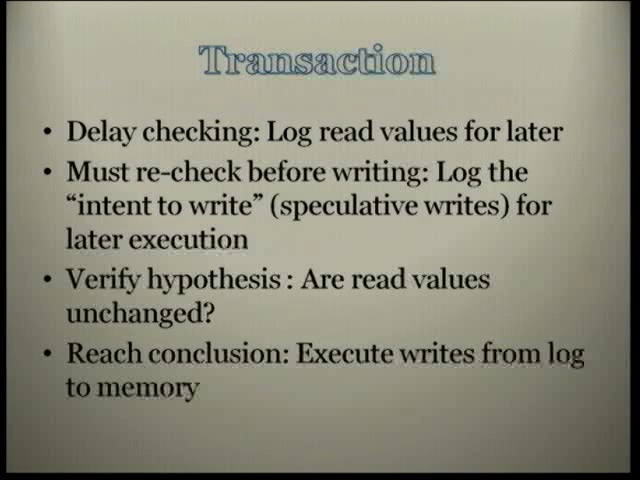 Transaction
• Delay checking: Log read values for later
• Must re-check before writing: Log the
“intent to write” (speculative writes) for
later execution
• Verify hypothesis : Are read values
unchanged?
• Reach conclusion: Execute writes from log
to memory